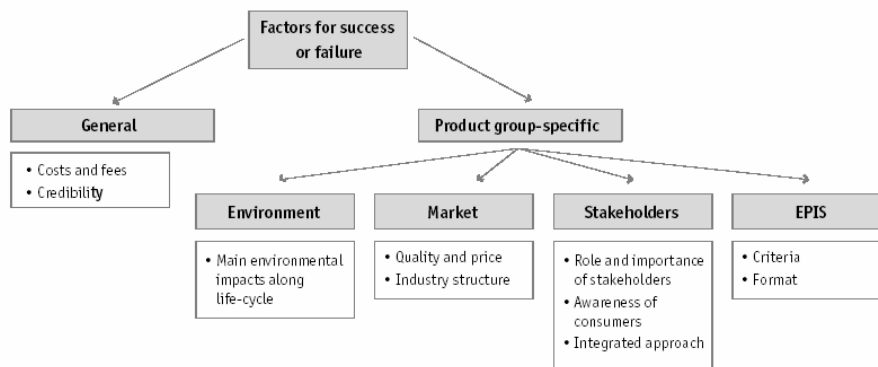 Factors for success
or failure
General
Product group-specific
• Costs and fees
• Credibility
Environment
Market
Stakeholders
EPIS
• Main environmental
impacts along
life-cycle
• Quality and price
• Industry structure
• Role and importance
of stakeholders
• Awareness of
consumers
• Integrated approach
• Criteria
• Format